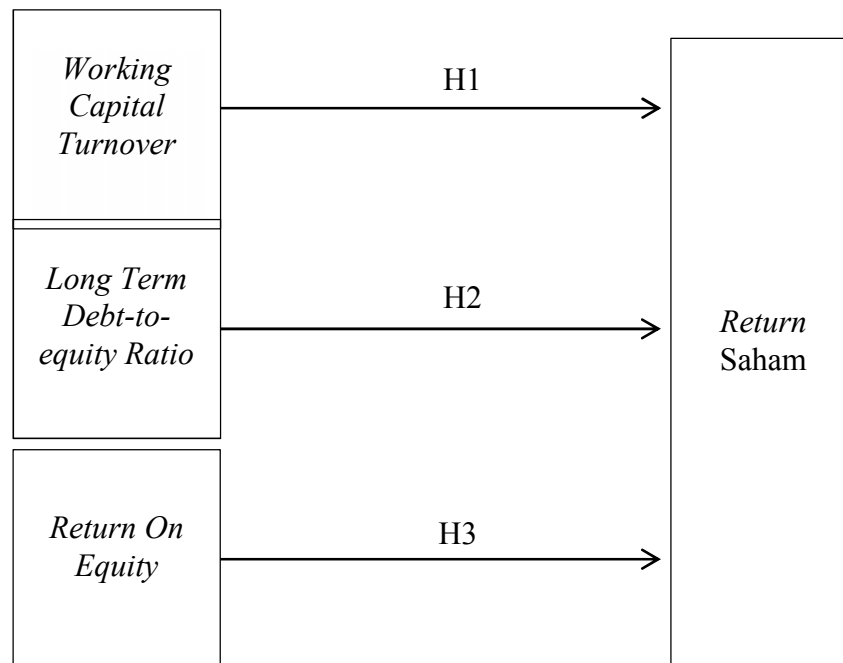 Working
Capital
Turnover
H1
Long Term
Debt-to-
equity Ratio
H2
Return
Saham
Return On
Equity
H3